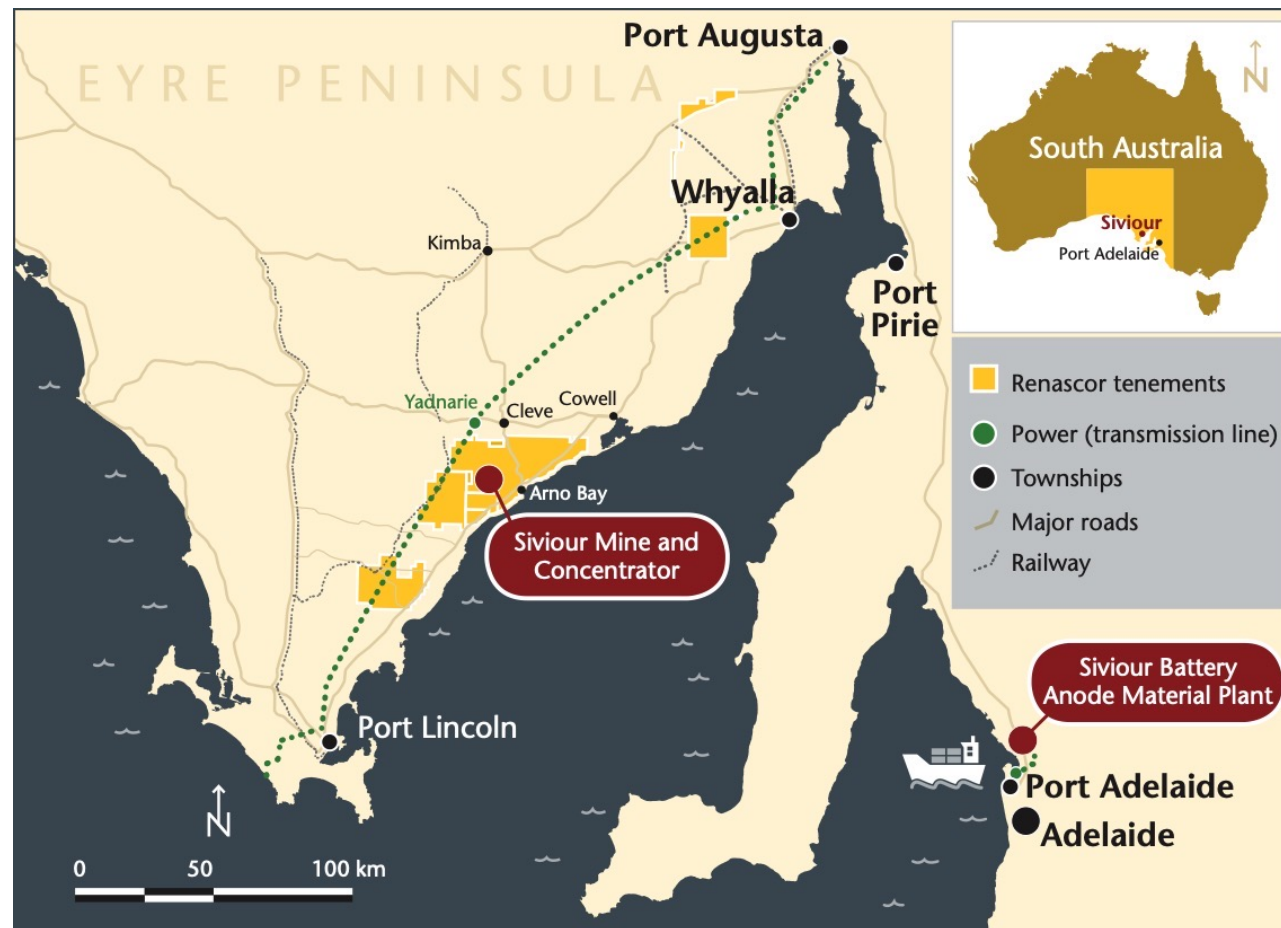 Port Augusta
EYRE PENINSULA
Whyalla
Kimba
Port
Pirie
Yadnarie
Cleve
Cowell
Arno Bay
Siviour Mine and
Concentrator
Port Lincoln
N
0 50 100 km
Siviour Battery
Anode Material Plant
Port Adelaide
Adelaide
N
South Australia
Siviour
Port Adelaide
Renascor tenements
Power (transmission line)
Townships
Major roads
Railway